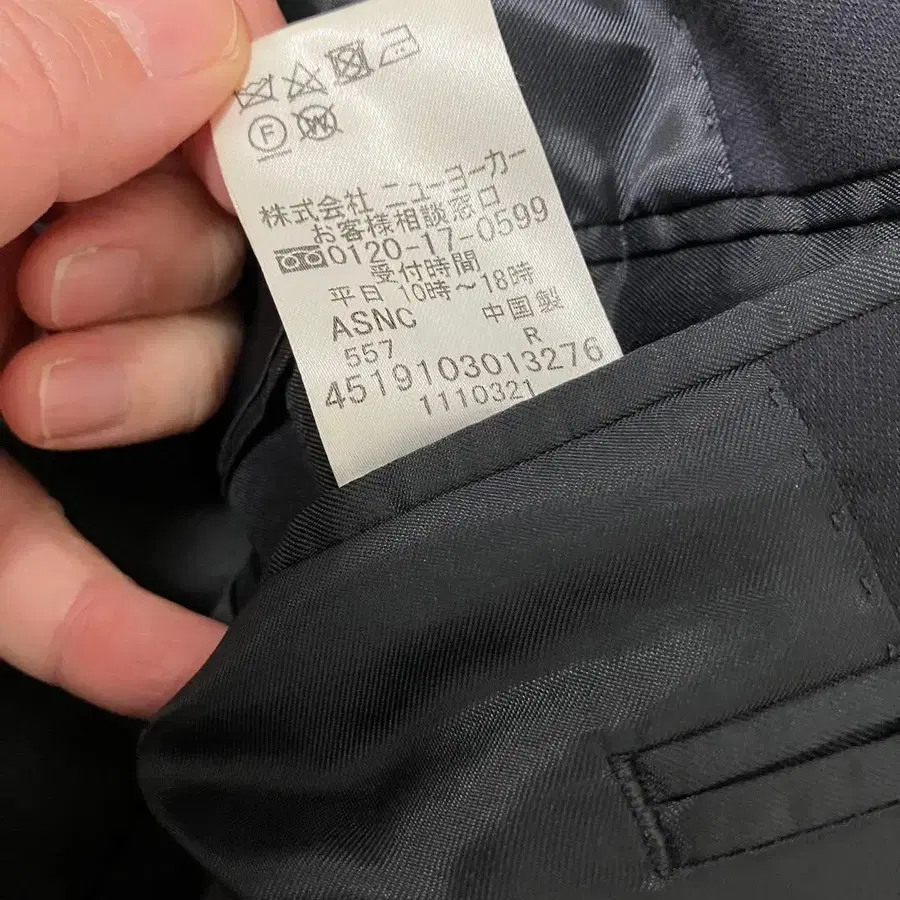 F W
株式会社 ニューヨーカー
お客様相談窓口
0120-17-0599
受付時間
平日 10時～18時
ASNC 中国製
557 R
4519103013276
1110321